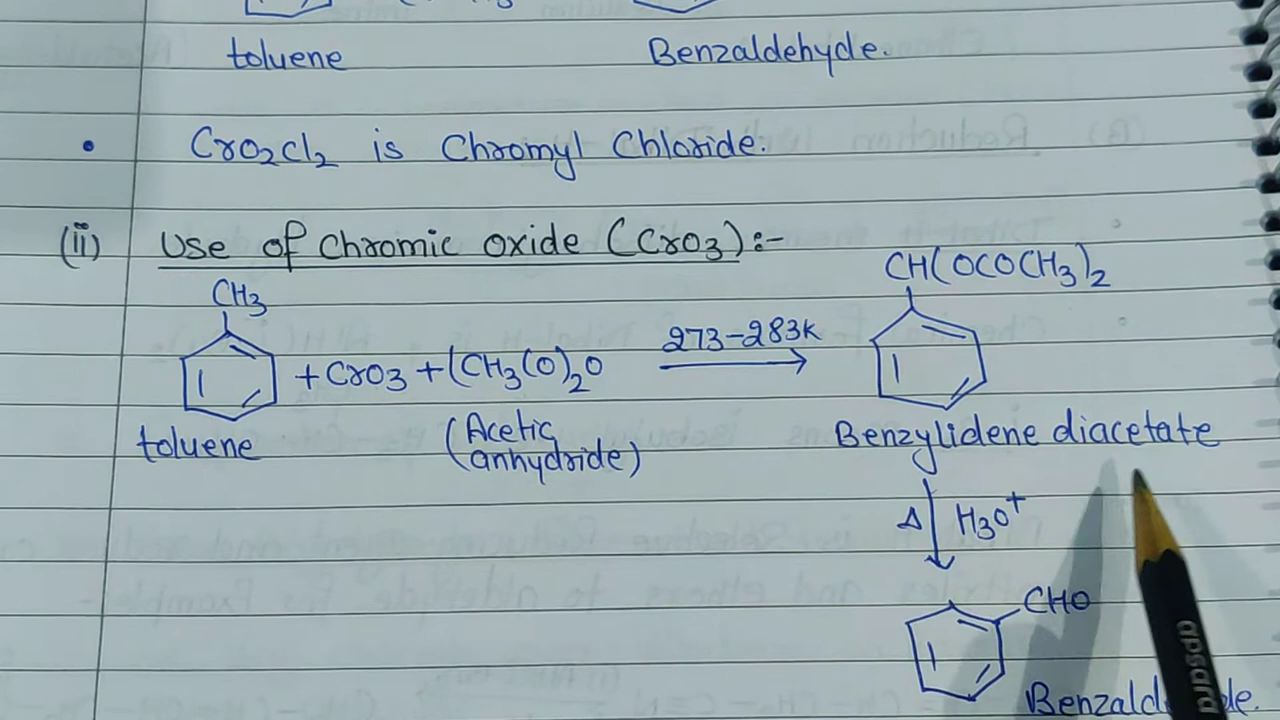 toluene Benzaldehyde.
• CrO2Cl2 is Chromyl Chloride.
(ii) Use of Chromic oxide (CrO3):-
CH3 CH(OCOCH3)2
+ CrO3 + (CH3CO)2O 273-283K
toluene (Acetic anhydride) Benzylidene diacetate
Δ H3O+
CHO
apsara